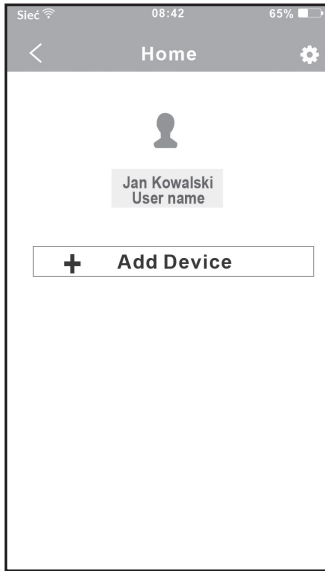 Sieć 08:42 65%
Home
Jan Kowalski
User name
+ Add Device